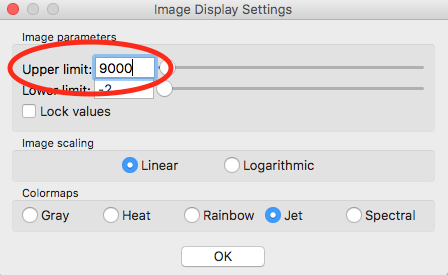 Image Display Settings
Image parameters
Upper limit: 9000
Lower limit: -2
Lock values
Image scaling
Linear Logarithmic
Colormaps
Gray Heat Rainbow Jet Spectral
OK